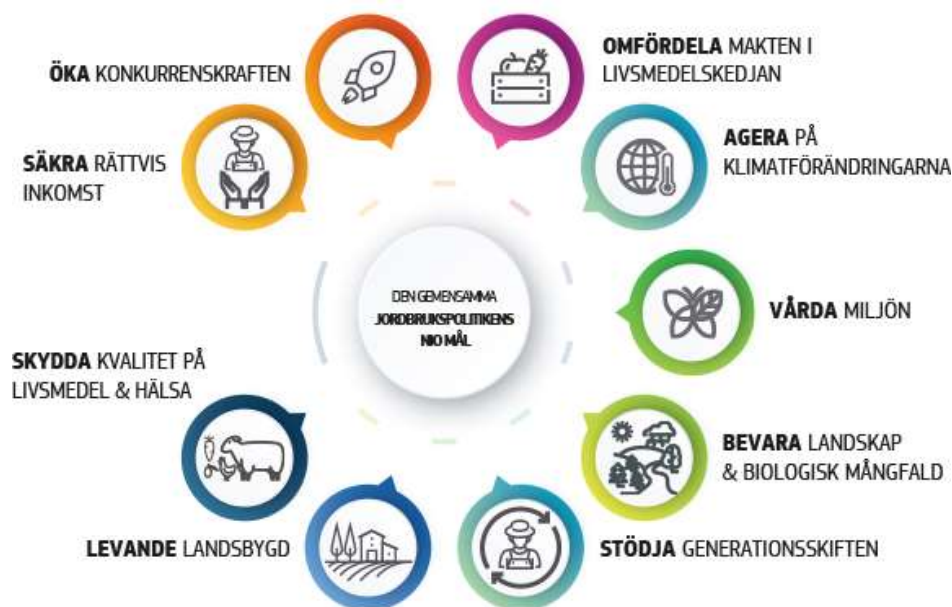 ÖKA KONKURRENSKRAFTEN
OMFÖRDELA MAKTEN I
LIVSMEDELSKEDJAN
SÄKRA RÄTTVIS
INKOMST
AGERA PÅ
KLIMATFÖRÄNDRINGARNA
DEN GEMENSAMMA
JORDBRUKSPOLITIKENS
NIO MÅL
VÅRDA MILJÖN
SKYDDA KVALITET PÅ
LIVSMEDEL & HÄLSA
BEVARA LANDSKAP
& BIOLOGISK MÅNGFALD
LEVANDE LANDSBYGD
STÖDJA GENERATIONSSKIFTEN